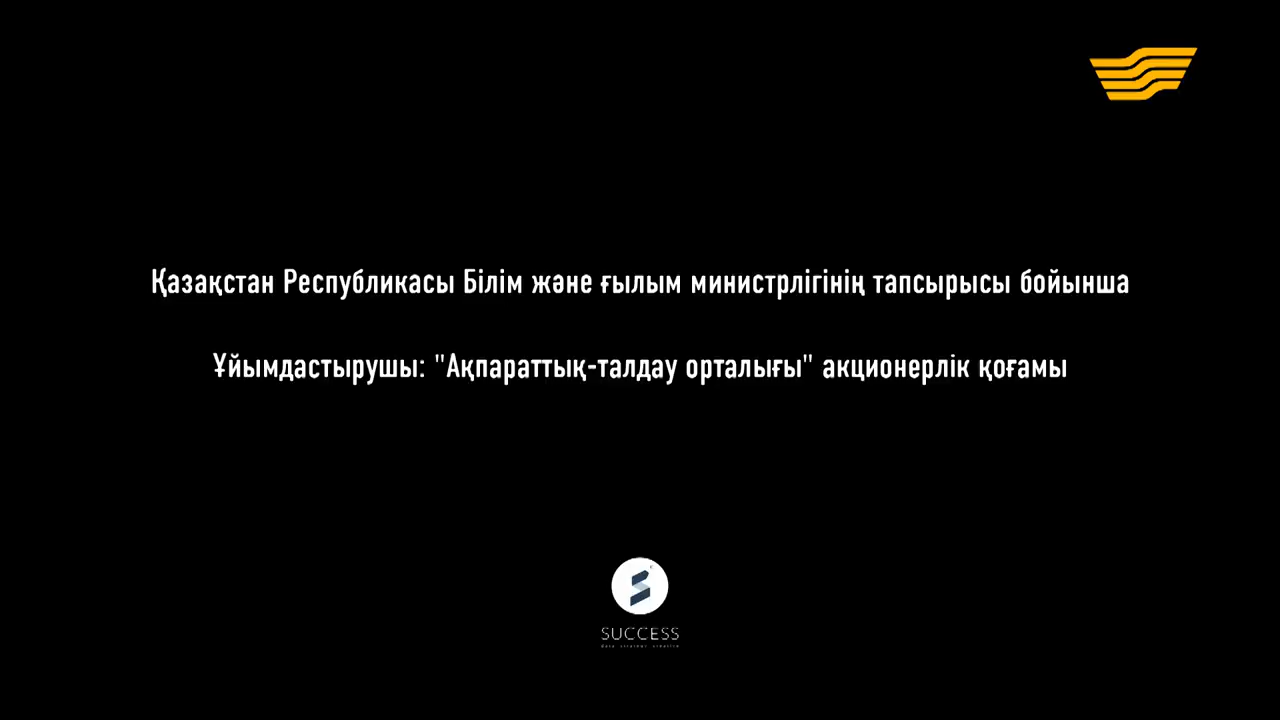 Қазақстан Республикасы Білім және ғылым министрлігінің тапсырысы бойынша
Ұйымдастырушы: "Ақпараттық-талдау орталығы" акционерлік қоғамы
SUCCESS